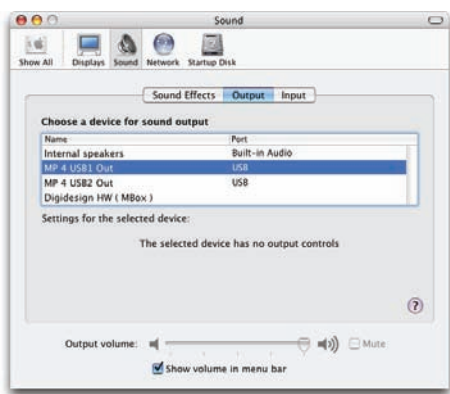 Sound
Show All Displays Sound Network Startup Disk
Sound Effects Output Input
Choose a device for sound output
Name Port
Internal speakers Built-in Audio
MP 4 USB1 Out USB
MP 4 USB2 Out USB
Digidesign HW ( MBox )
Settings for the selected device:
The selected device has no output controls
?
Output volume: Mute
Show volume in menu bar